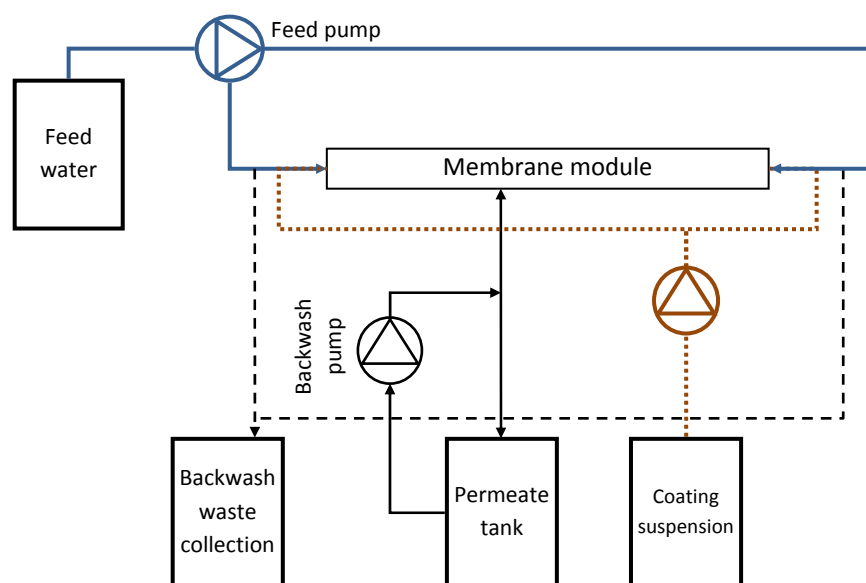 Feed pump
Feed
water
Membrane module
Backwash
pump
Backwash
waste
collection
Permeate
tank
Coating
suspension